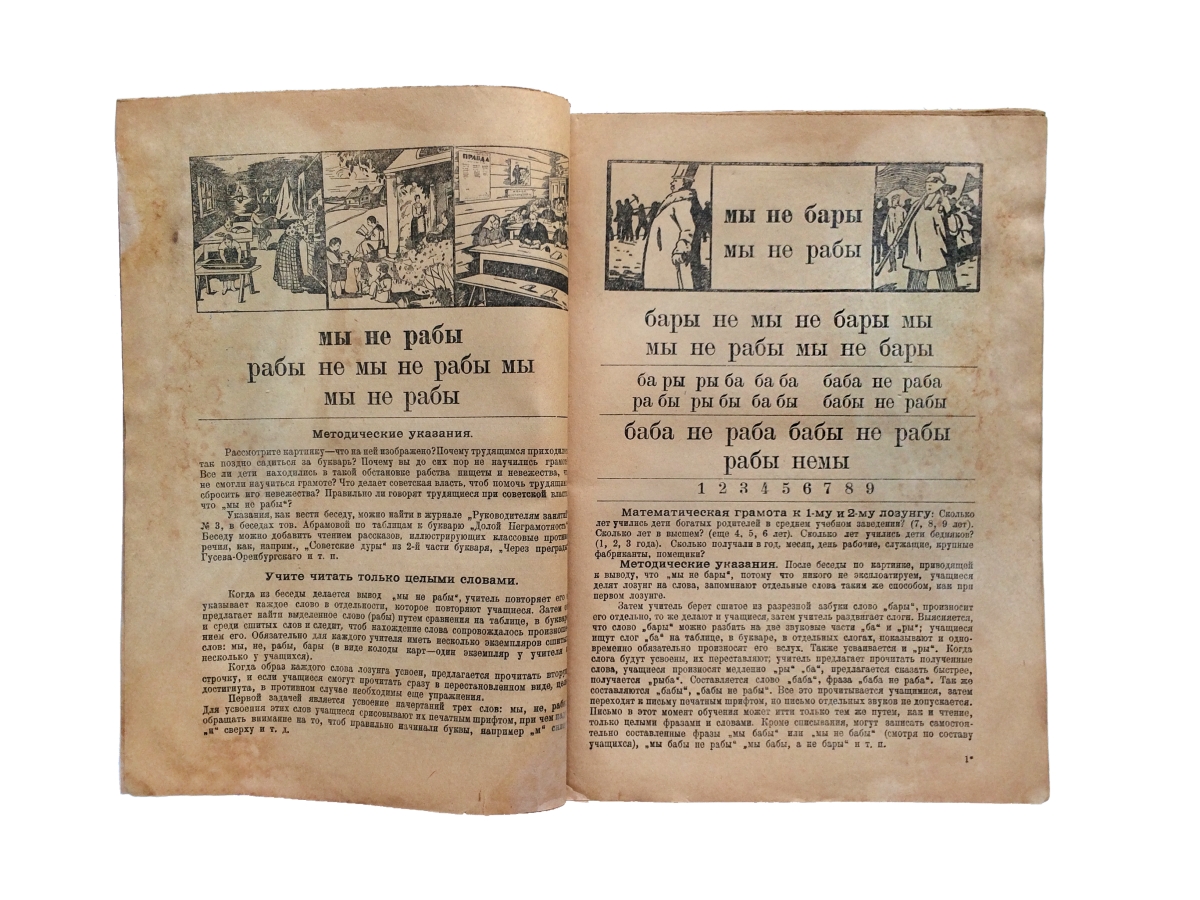 ПРАВДА
мы не рабы
рабы не мы не рабы мы
мы не рабы
Методические указания.
Рассмотрите картинку—что на ней изображено? Почему трудящимся
так поздно садиться за букварь? Почему вы до сих пор не научились
Все ли дети находились в такой обстановке рабства нищеты и невежества,
не смогли научиться грамоте? Что делает советская власть, чтоб помочь
сбросить иго невежества? Правильно ли говорят трудящиеся при советской
что „мы не рабы“?
Указания, как вести беседу, можно найти в журнале „Руководителям
№ 3, в беседах тов. Абрамовой по таблицам к букварю „Долой Неграмотность“
Беседу можно добавить чтением рассказов, иллюстрирующих классовые
речия, как, наприм., „Советские дуры“ из 2-й части букваря, „Через
Гусева-Оренбургскаго и т. п.
Учите читать только целыми словами.
Когда из беседы делается вывод „мы не рабы“, учитель повторяет его
указывает каждое слово в отдельности, которое повторяют учащиеся. Затем
предлагает найти выделенное слово (рабы) путем сравнения на таблице, в
и среди сшитых слов и следит, чтоб нахождение слова сопровождалось
нием его. Обязательно для каждого учителя иметь несколько экземпляров
слов: мы, не, рабы, бары (в виде колоды карт—один экземпляр у учителя
несколько у учащихся).
Когда образ каждого слова лозунга усвоен, предлагается прочитать
строчку, и если учащиеся смогут прочитать сразу в перестановленном виде,
достигнута, в противном случае необходимы еще упражнения.
Первой задачей является усвоение начертаний трех слов: мы, не,
Для усвоения этих слов учащиеся срисовывают их печатным шрифтом, при чем
обращать внимание на то, чтоб правильно начинали буквы, например „м“
„и“ сверху и т. д.
мы не бары
мы не рабы
бары не мы не бары мы
мы не рабы мы не бары
ба ры ры ба ба ба баба не раба
ра бы ры бы ба бы бабы не рабы
баба не раба бабы не рабы
рабы немы
1 2 3 4 5 6 7 8 9
Математическая грамота к 1-му и 2-му лозунгу: Сколько
лет учились дети богатых родителей в среднем учебном заведении? (7, 8, 9 лет).
Сколько лет в высшем? (еще 4, 5, 6 лет). Сколько лет учились дети бедняков?
(1, 2, 3 года). Сколько получали в год, месяц, день рабочие, служащие, крупные
фабриканты, помещики?
Методические указания. После беседы по картинке, приводящей
к выводу, что „мы не бары“, потому что никого не эксплоатируем, учащиеся
делят лозунг на слова, запоминают отдельные слова таким же способом, как при
первом лозунге.
Затем учитель берет сшитое из разрезной азбуки слово „бары“, произносит
его отдельно, то же делают и учащиеся, затем учитель раздвигает слоги. Выясняется,
что слово „бары“ можно разбить на две звуковые части „ба“ и „ры“; учащиеся
ищут слог „ба“ на таблице, в букваре, в отдельных слогах, показывают и одно-
временно обязательно произносят его вслух. Также усваивается и „ры“. Когда
слога будут усвоены, их переставляют; учитель предлагает прочитать полученные
слова, учащиеся произносят медленно „ры“ „ба“, предлагается сказать быстрее,
получается „рыба“. Составляется слово „баба“, фраза „баба не раба“. Так же
составляются „бабы“, „бабы не рабы“. Все это прочитывается учащимися, затем
переходят к письму печатным шрифтом, но письмо отдельных звуков не допускается.
Письмо в этот момент обучения может итти только тем же путем, как и чтение,
только целыми фразами и словами. Кроме списывания, могут записать самостоя-
тельно составленные фразы „мы бабы“ или „мы не бабы“ (смотря по составу
учащихся), „мы бабы не рабы“ „мы бабы, а не бары“ и т. п.
1*